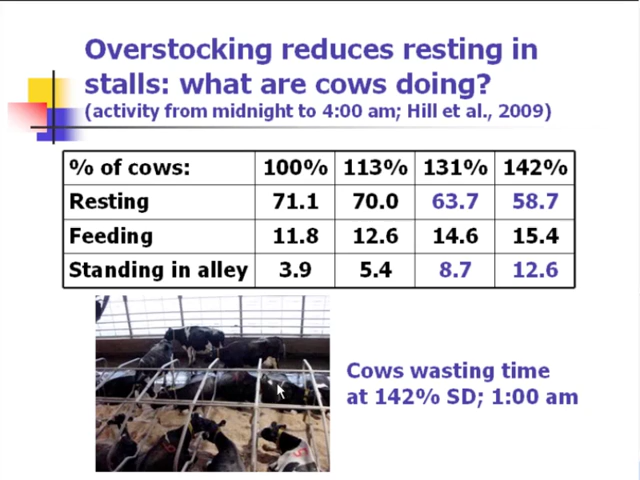 Overstocking reduces resting in
stalls: what are cows doing?
(activity from midnight to 4:00 am; Hill et al., 2009)
% of cows: 100% 113% 131% 142%
Resting 71.1 70.0 63.7 58.7
Feeding 11.8 12.6 14.6 15.4
Standing in alley 3.9 5.4 8.7 12.6
Cows wasting time
at 142% SD; 1:00 am